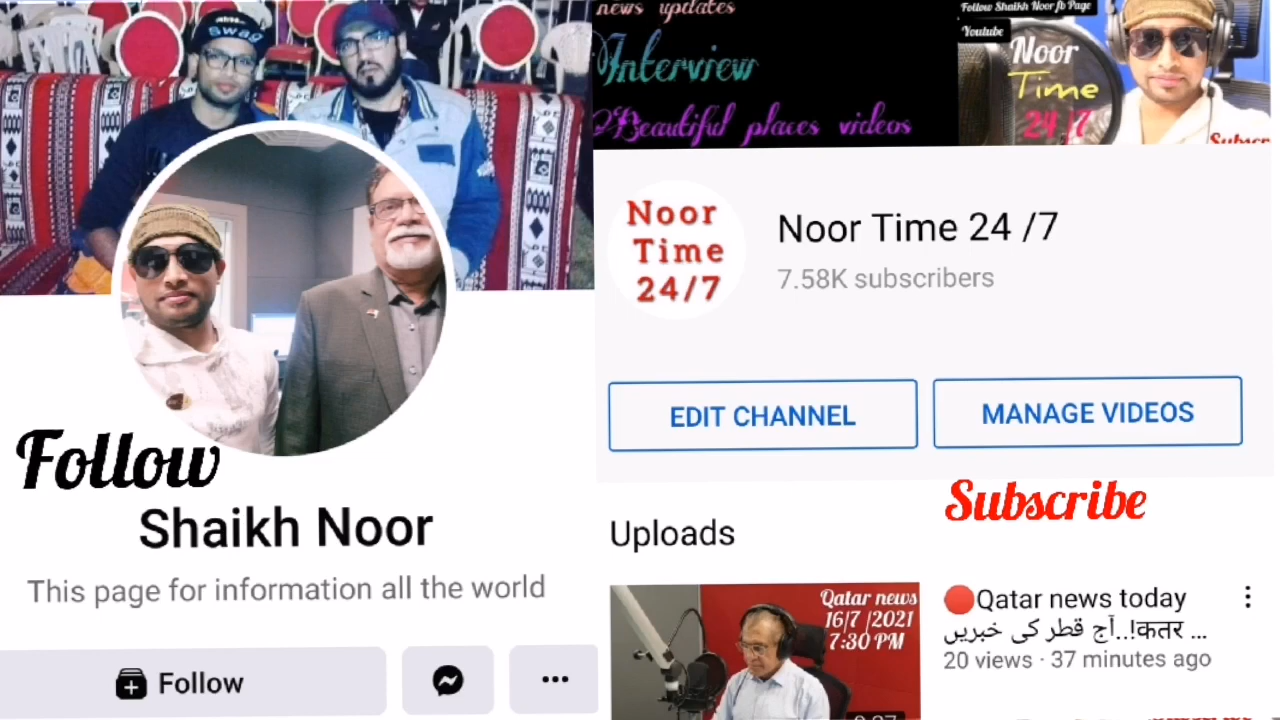 Swag
Follow
Shaikh Noor
This page for information all the world
Follow
news updates
Interview
Beautiful places videos
Follow Shaikh Noor fb Page
Youtube
Noor
Time
24 /7
Noor
Time
24/7
Noor Time 24 /7
7.58K subscribers
EDIT CHANNEL
MANAGE VIDEOS
Subscribe
Uploads
Qatar news
16/7 /2021
7:30 PM
🔴Qatar news today
آج قطر کی خبریں..!कतर ...
20 views · 37 minutes ago